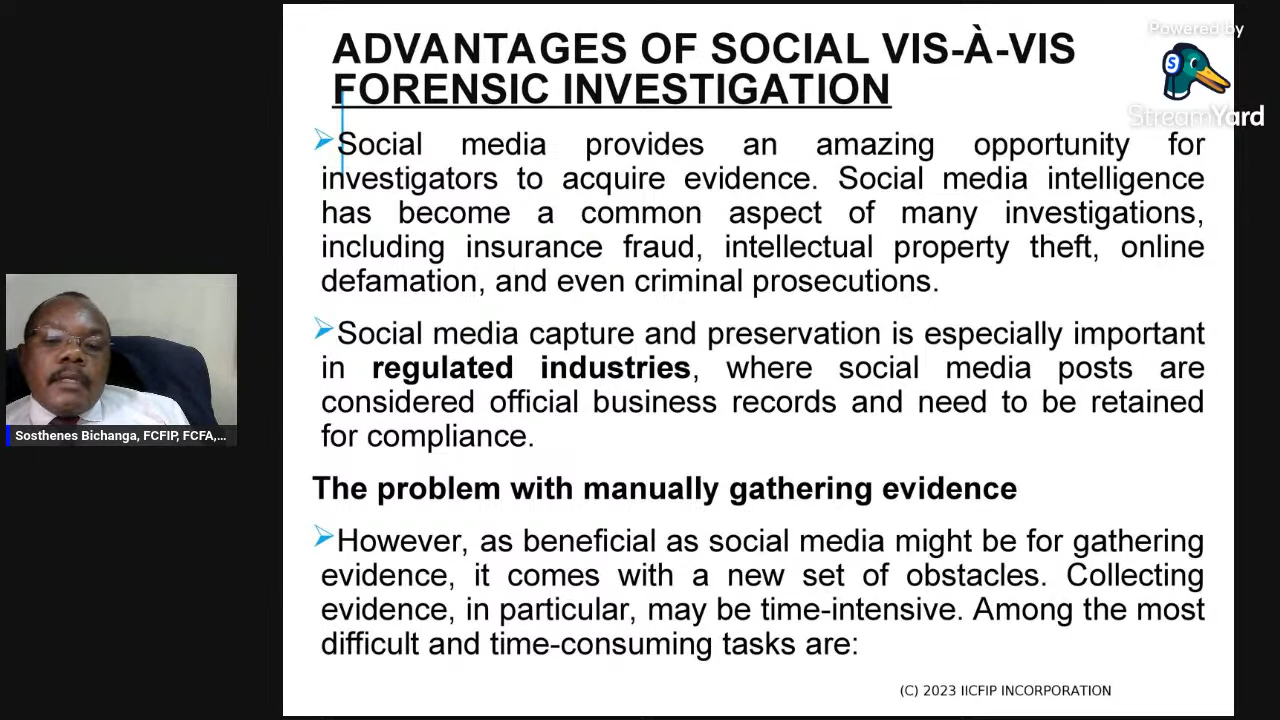 Powered by
StreamYard
ADVANTAGES OF SOCIAL VIS-À-VIS
FORENSIC INVESTIGATION
Social media provides an amazing opportunity for
investigators to acquire evidence. Social media intelligence
has become a common aspect of many investigations,
including insurance fraud, intellectual property theft, online
defamation, and even criminal prosecutions.
Social media capture and preservation is especially important
in regulated industries, where social media posts are
considered official business records and need to be retained
for compliance.
The problem with manually gathering evidence
However, as beneficial as social media might be for gathering
evidence, it comes with a new set of obstacles. Collecting
evidence, in particular, may be time-intensive. Among the most
difficult and time-consuming tasks are:
(C) 2023 IICFIP INCORPORATION
Sosthenes Bichanga, FCFIP, FCFA,...